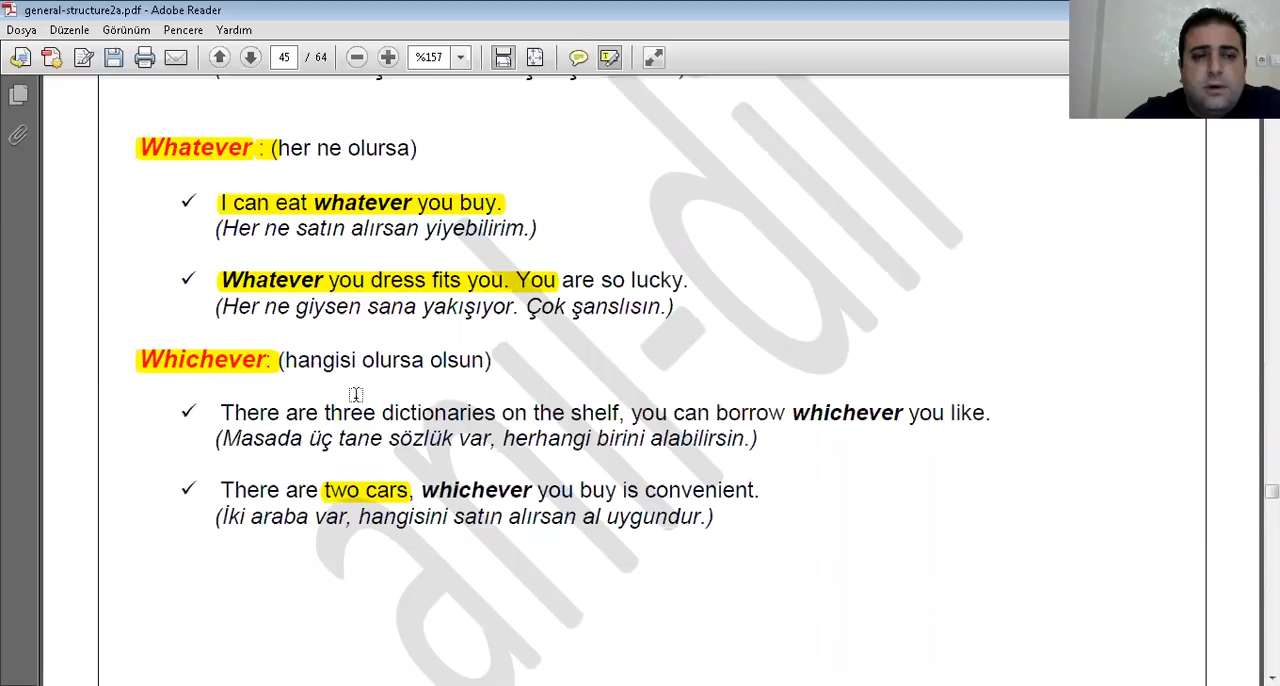 general-structure2a.pdf - Adobe Reader
Dosya Düzenle Görünüm Pencere Yardım
45 / 64 %157
Whatever : (her ne olursa)
✓ I can eat whatever you buy.
(Her ne satın alırsan yiyebilirim.)
✓ Whatever you dress fits you. You are so lucky.
(Her ne giysen sana yakışıyor. Çok şanslısın.)
Whichever: (hangisi olursa olsun)
✓ There are three dictionaries on the shelf, you can borrow whichever you like.
(Masada üç tane sözlük var, herhangi birini alabilirsin.)
✓ There are two cars, whichever you buy is convenient.
(İki araba var, hangisini satın alırsan al uygundur.)
anıl-dil